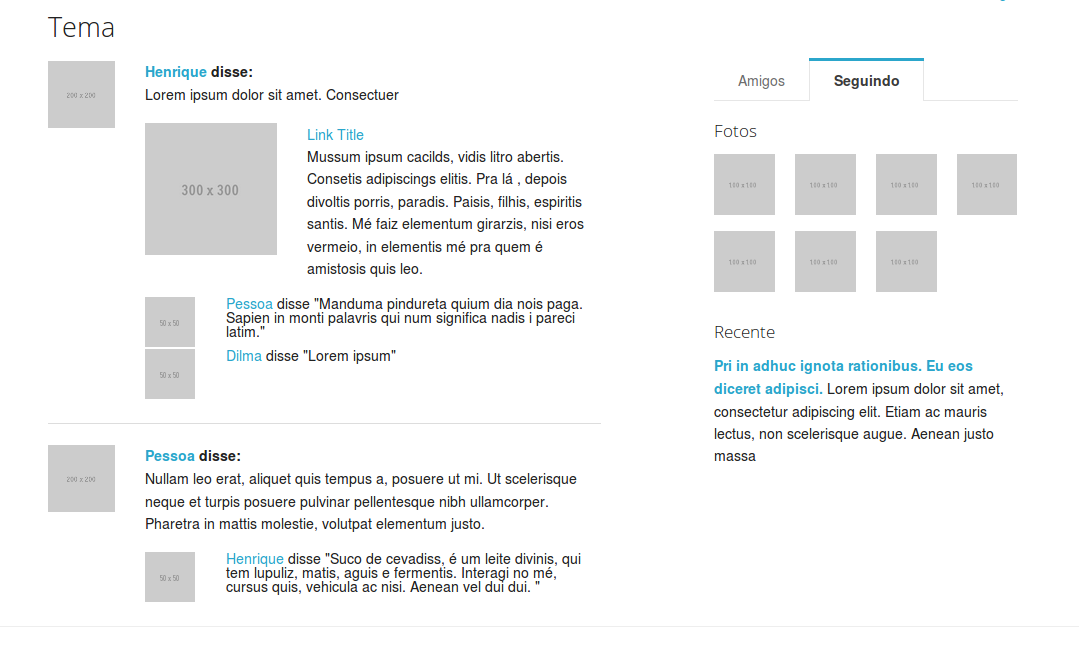 Tema
200 x 200
Henrique disse:
Lorem ipsum dolor sit amet. Consectuer
300 x 300
Link Title
Mussum ipsum cacilds, vidis litro abertis.
Consetis adipiscings elitis. Pra lá , depois
divoltis porris, paradis. Paisis, filhis, espiritis
santis. Mé faiz elementum girarzis, nisi eros
vermeio, in elementis mé pra quem é
amistosis quis leo.
50 x 50
Pessoa disse "Manduma pindureta quium dia nois paga.
Sapien in monti palavris qui num significa nadis i pareci
latim."
50 x 50
Dilma disse "Lorem ipsum"
200 x 200
Pessoa disse:
Nullam leo erat, aliquet quis tempus a, posuere ut mi. Ut scelerisque
neque et turpis posuere pulvinar pellentesque nibh ullamcorper.
Pharetra in mattis molestie, volutpat elementum justo.
50 x 50
Henrique disse "Suco de cevadiss, é um leite divinis, qui
tem lupuliz, matis, aguis e fermentis. Interagi no mé,
cursus quis, vehicula ac nisi. Aenean vel dui dui. "
Amigos
Seguindo
Fotos
100 x 100
100 x 100
100 x 100
100 x 100
100 x 100
100 x 100
100 x 100
Recente
Pri in adhuc ignota rationibus. Eu eos
diceret adipisci. Lorem ipsum dolor sit amet,
consectetur adipiscing elit. Etiam ac mauris
lectus, non scelerisque augue. Aenean justo
massa